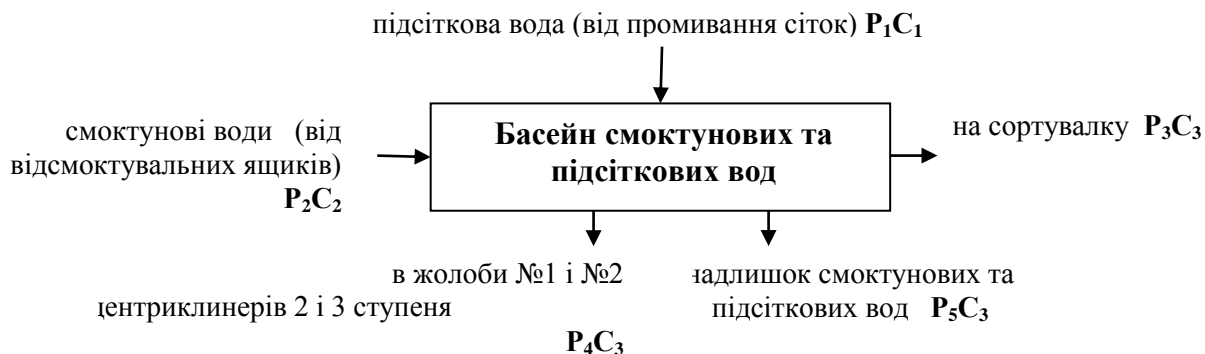 підсіткова вода (від промивання сіток) P₁C₁
смоктунові води (від
відсмоктувальних ящиків)
P₂C₂
Басейн смоктунових та
підсіткових вод
на сортувалку P₃C₃
в жолоби №1 і №2
центриклинерів 2 і 3 ступеня
P₄C₃
надлишок смоктунових та
підсіткових вод P₅C₃